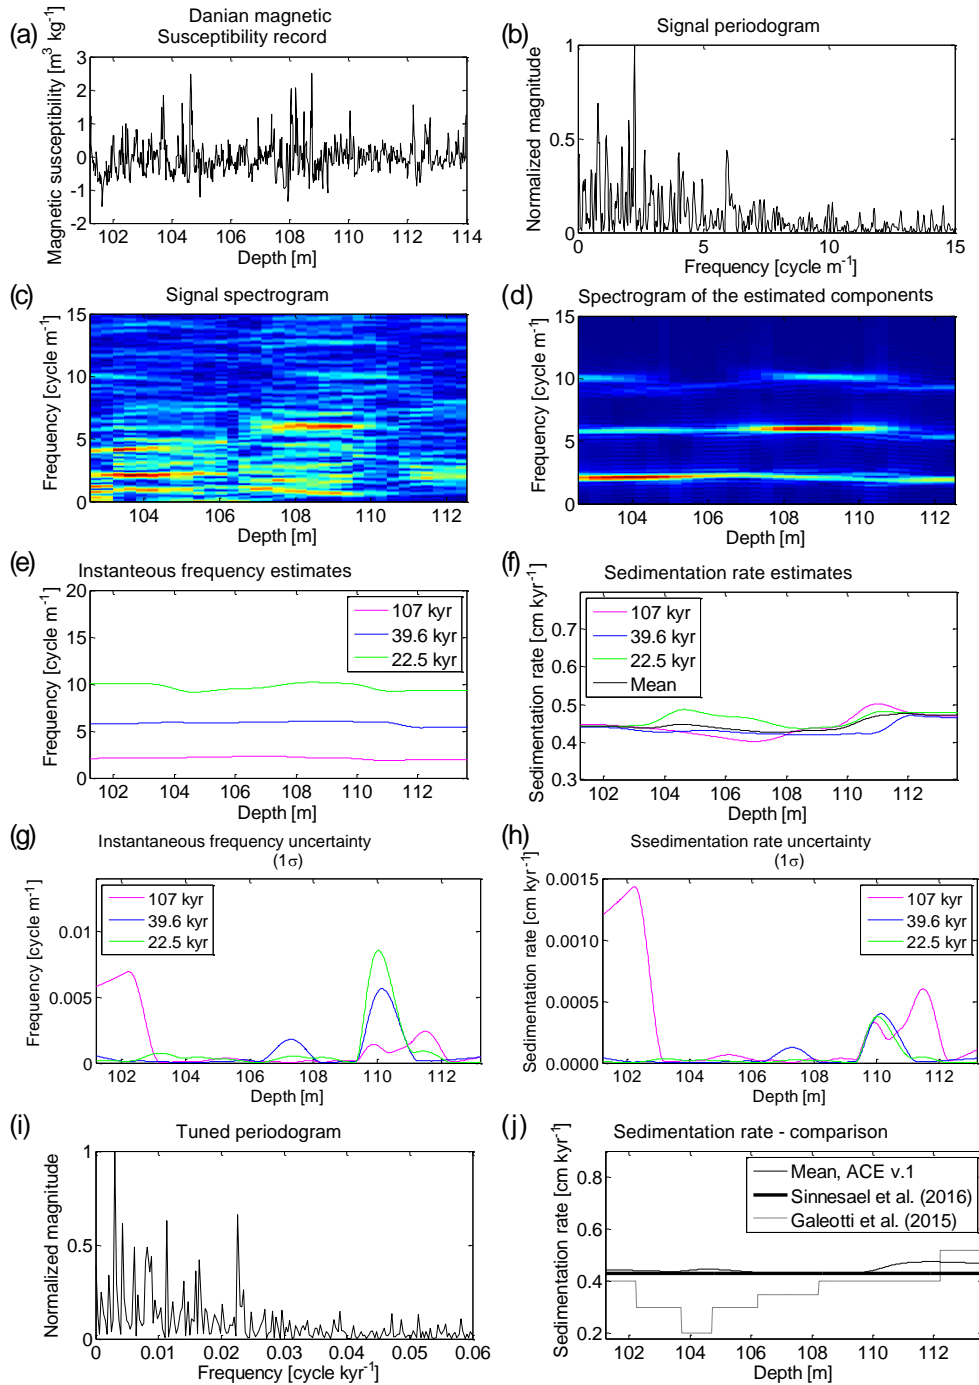 (a)
Danian magnetic
Susceptibility record
Magnetic susceptibility [m³ kg⁻¹]
3
2
1
0
-1
-2
102 104 106 108 110 112 114
Depth [m]
(b)
Signal periodogram
Normalized magnitude
1
0.5
0
0 5 10 15
Frequency [cycle m⁻¹]
(c)
Signal spectrogram
Frequency [cycle m⁻¹]
15
10
5
0
104 106 108 110 112
Depth [m]
(d)
Spectrogram of the estimated components
Frequency [cycle m⁻¹]
15
10
5
0
104 106 108 110 112
Depth [m]
(e)
Instanteous frequency estimates
Frequency [cycle m⁻¹]
20
15
10
5
0
107 kyr
39.6 kyr
22.5 kyr
102 104 106 108 110 112
Depth [m]
(f)
Sedimentation rate estimates
Sedimentation rate [cm kyr⁻¹]
0.7
0.6
0.5
0.4
0.3
107 kyr
39.6 kyr
22.5 kyr
Mean
102 104 106 108 110 112
Depth [m]
(g)
Instantaneous frequency uncertainty
(1σ)
Frequency [cycle m⁻¹]
0.01
0.005
0
107 kyr
39.6 kyr
22.5 kyr
102 104 106 108 110 112
Depth [m]
(h)
Ssedimentation rate uncertainty
(1σ)
Sedimentation rate [cm kyr⁻¹]
0.0015
0.0010
0.0005
0.0000
107 kyr
39.6 kyr
22.5 kyr
102 104 106 108 110 112
Depth [m]
(i)
Tuned periodogram
Normalized magnitude
1
0.5
0
0 0.01 0.02 0.03 0.04 0.05 0.06
Frequency [cycle kyr⁻¹]
(j)
Sedimentation rate - comparison
Sedimentation rate [cm kyr⁻¹]
0.8
0.6
0.4
0.2
Mean, ACE v.1
Sinnesael et al. (2016)
Galeotti et al. (2015)
102 104 106 108 110 112
Depth [m]